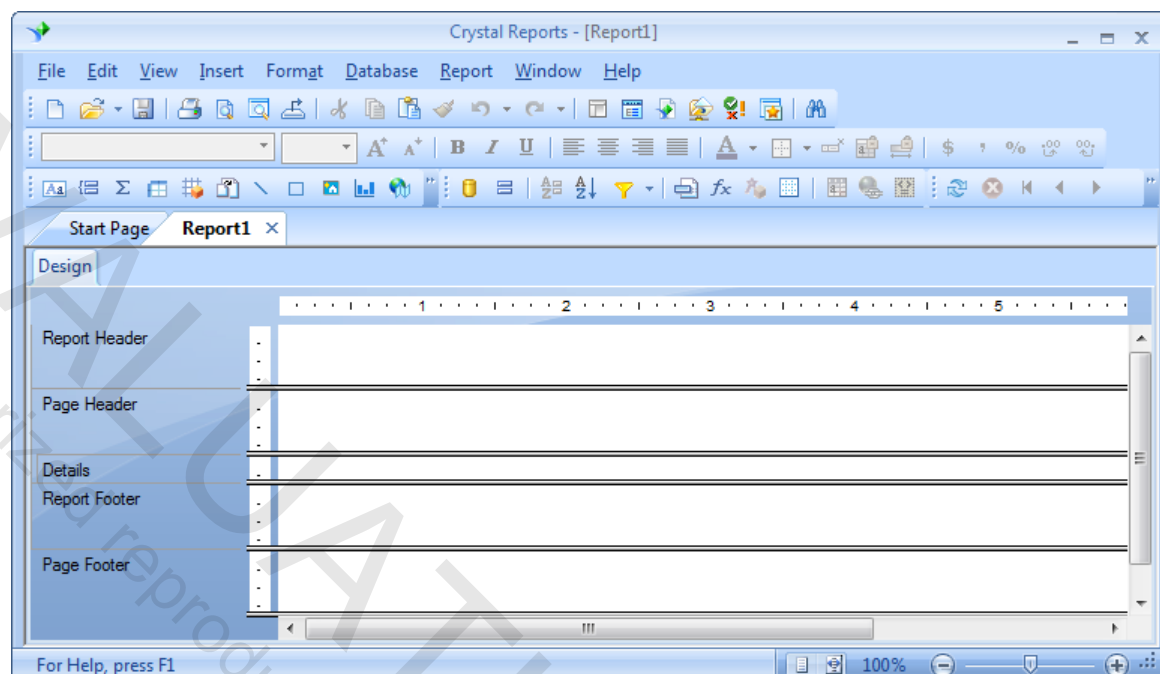 Crystal Reports - [Report1]
File Edit View Insert Format Database Report Window Help
Start Page Report1
Design
1 2 3 4 5
Report Header
Page Header
Details
Report Footer
Page Footer
For Help, press F1 100%